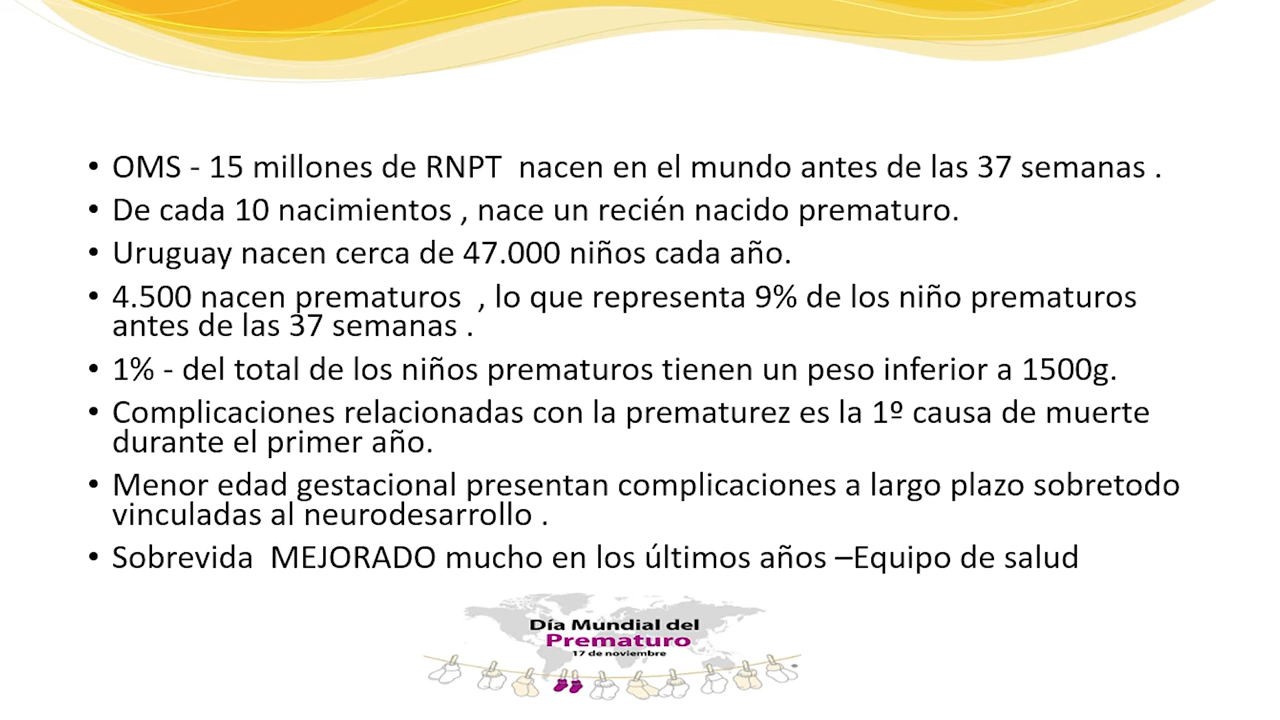 • OMS - 15 millones de RNPT  nacen en el mundo antes de las 37 semanas .
• De cada 10 nacimientos , nace un recién nacido prematuro.
• Uruguay nacen cerca de 47.000 niños cada año.
• 4.500 nacen prematuros  , lo que representa 9% de los niño prematuros
antes de las 37 semanas .
• 1% - del total de los niños prematuros tienen un peso inferior a 1500g.
• Complicaciones relacionadas con la prematurez es la 1º causa de muerte
durante el primer año.
• Menor edad gestacional presentan complicaciones a largo plazo sobretodo
vinculadas al neurodesarrollo .
• Sobrevida  MEJORADO mucho en los últimos años –Equipo de salud
Día Mundial del
Prematuro
17 de noviembre